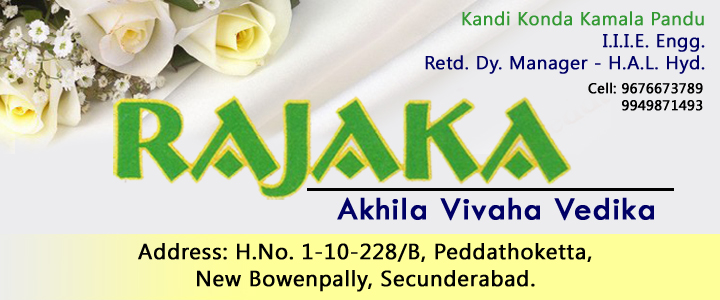 Kandi Konda Kamala Pandu
I.I.I.E. Engg.
Retd. Dy. Manager - H.A.L. Hyd.
Cell: 9676673789
9949871493
RAJAKA
Akhila Vivaha Vedika
Address: H.No. 1-10-228/B, Peddathoketta,
New Bowenpally, Secunderabad.